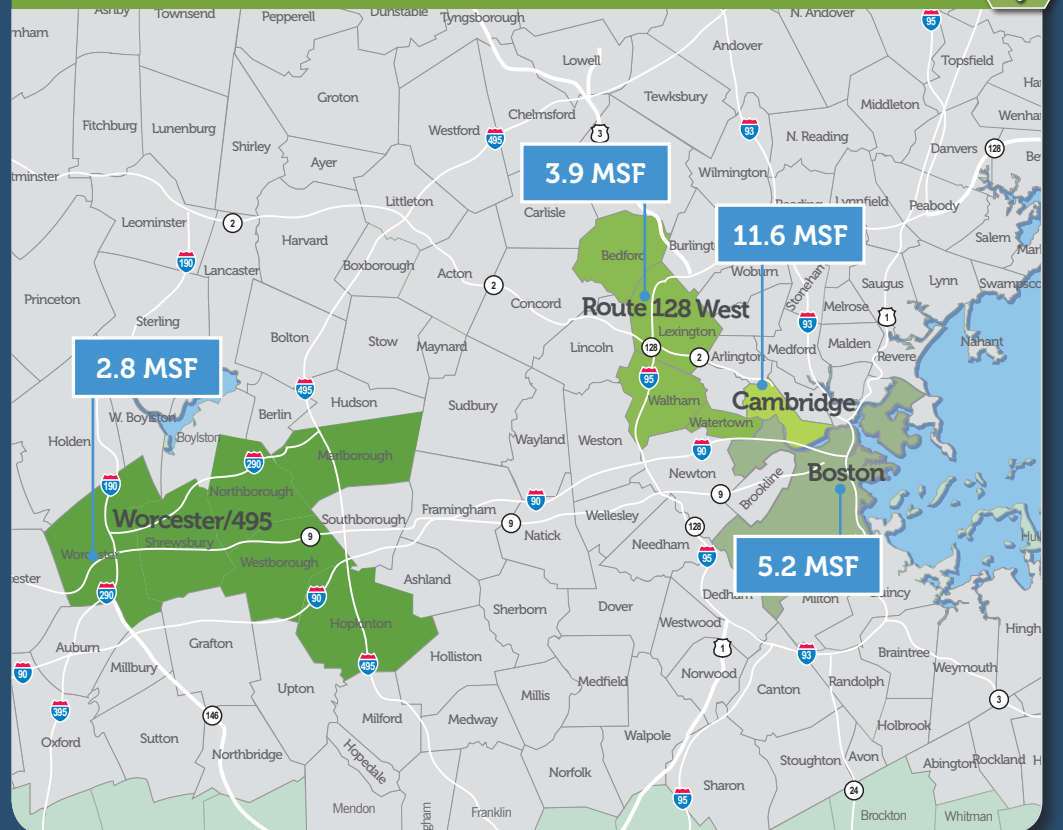 Ashby
Townsend
Pepperell
Dunstable
Tyngsborough
N. Andover
95
Andover
Topsfield
Lowell
Groton
Tewksbury
Middleton
Chelmsford
Fitchburg
Lunenburg
Westford
495
3
93
N. Reading
Shirley
Danvers
128
Ayer
3.9 MSF
Wilmington
Littleton
Lynnfield
Peabody
Leominster
2
Carlisle
11.6 MSF
Salem
Harvard
Bedford
190
Lancaster
Boxborough
Acton
Woburn
Stoneham
Lynn
Saugus
2
Princeton
Concord
Route 128 West
Melrose
1
Sterling
93
Bolton
Stow
Maynard
Lincoln
128
Lexington
2
Arlington
Medford
Malden
Revere
Nahant
2.8 MSF
95
495
Hudson
Sudbury
Waltham
Cambridge
W. Boylston
Berlin
Watertown
Holden
Boylston
Wayland
Weston
290
Marlborough
90
190
Northborough
Newton
Brookline
Boston
90
9
Worcester/495
Southborough
Framingham
9
Natick
Wellesley
128
9
Shrewsbury
Needham
95
Worcester
Westborough
5.2 MSF
290
90
Ashland
Dedham
Milton
Quincy
Sherborn
Dover
Hopkinton
Westwood
Auburn
Grafton
Holliston
1
93
Braintree
90
Millbury
495
Norwood
Weymouth
Upton
Millis
Medfield
Canton
Randolph
3
395
146
Milford
Medway
Holbrook
Oxford
Sutton
Northbridge
Hopedale
Walpole
Stoughton
Avon
Abington
Rockland
Norfolk
Sharon
95
24
Mendon
Franklin
Brockton
Whitman